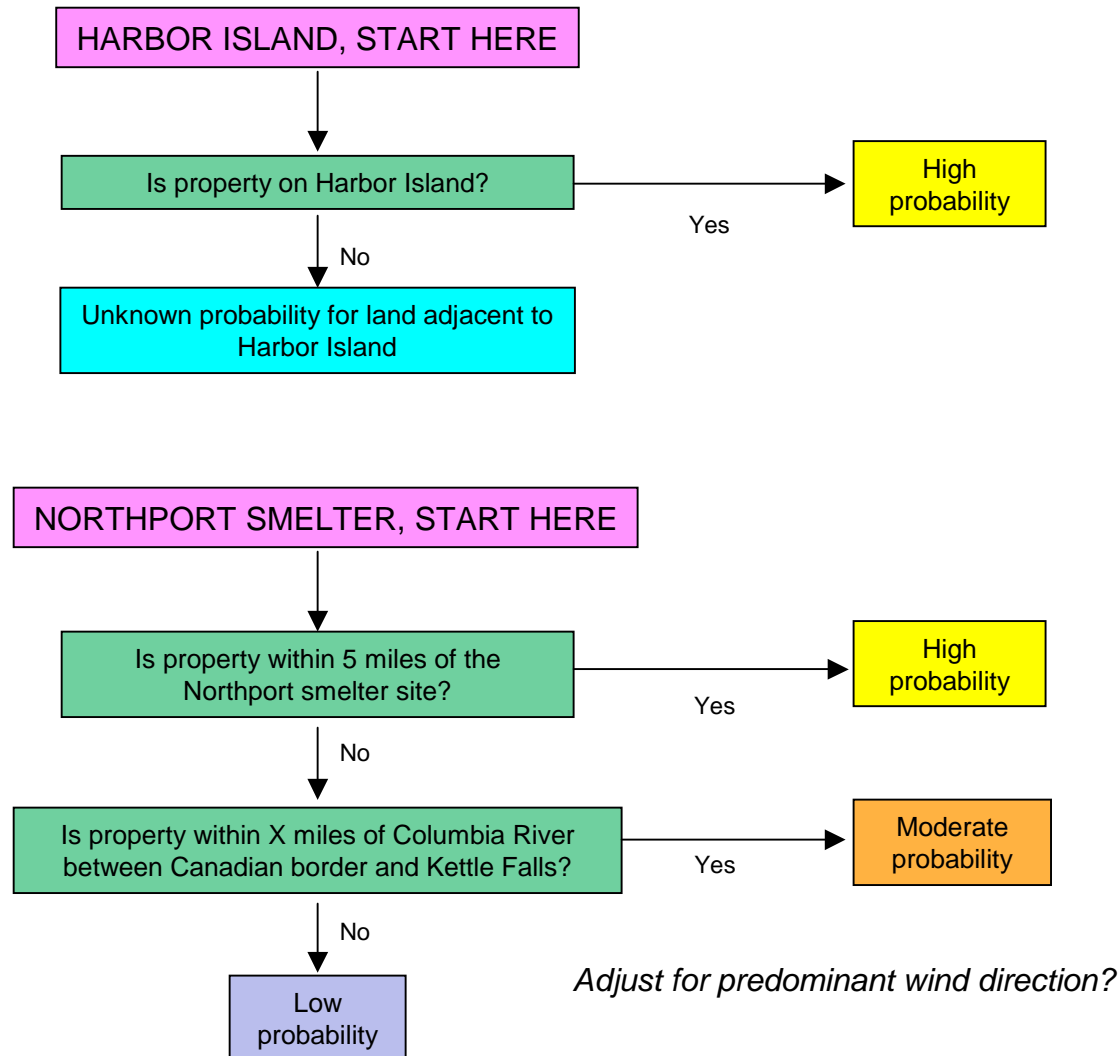 HARBOR ISLAND, START HERE
Is property on Harbor Island?
Yes
High
probability
No
Unknown probability for land adjacent to
Harbor Island
NORTHPORT SMELTER, START HERE
Is property within 5 miles of the
Northport smelter site?
Yes
High
probability
No
Is property within X miles of Columbia River
between Canadian border and Kettle Falls?
Yes
Moderate
probability
No
Low
probability
Adjust for predominant wind direction?